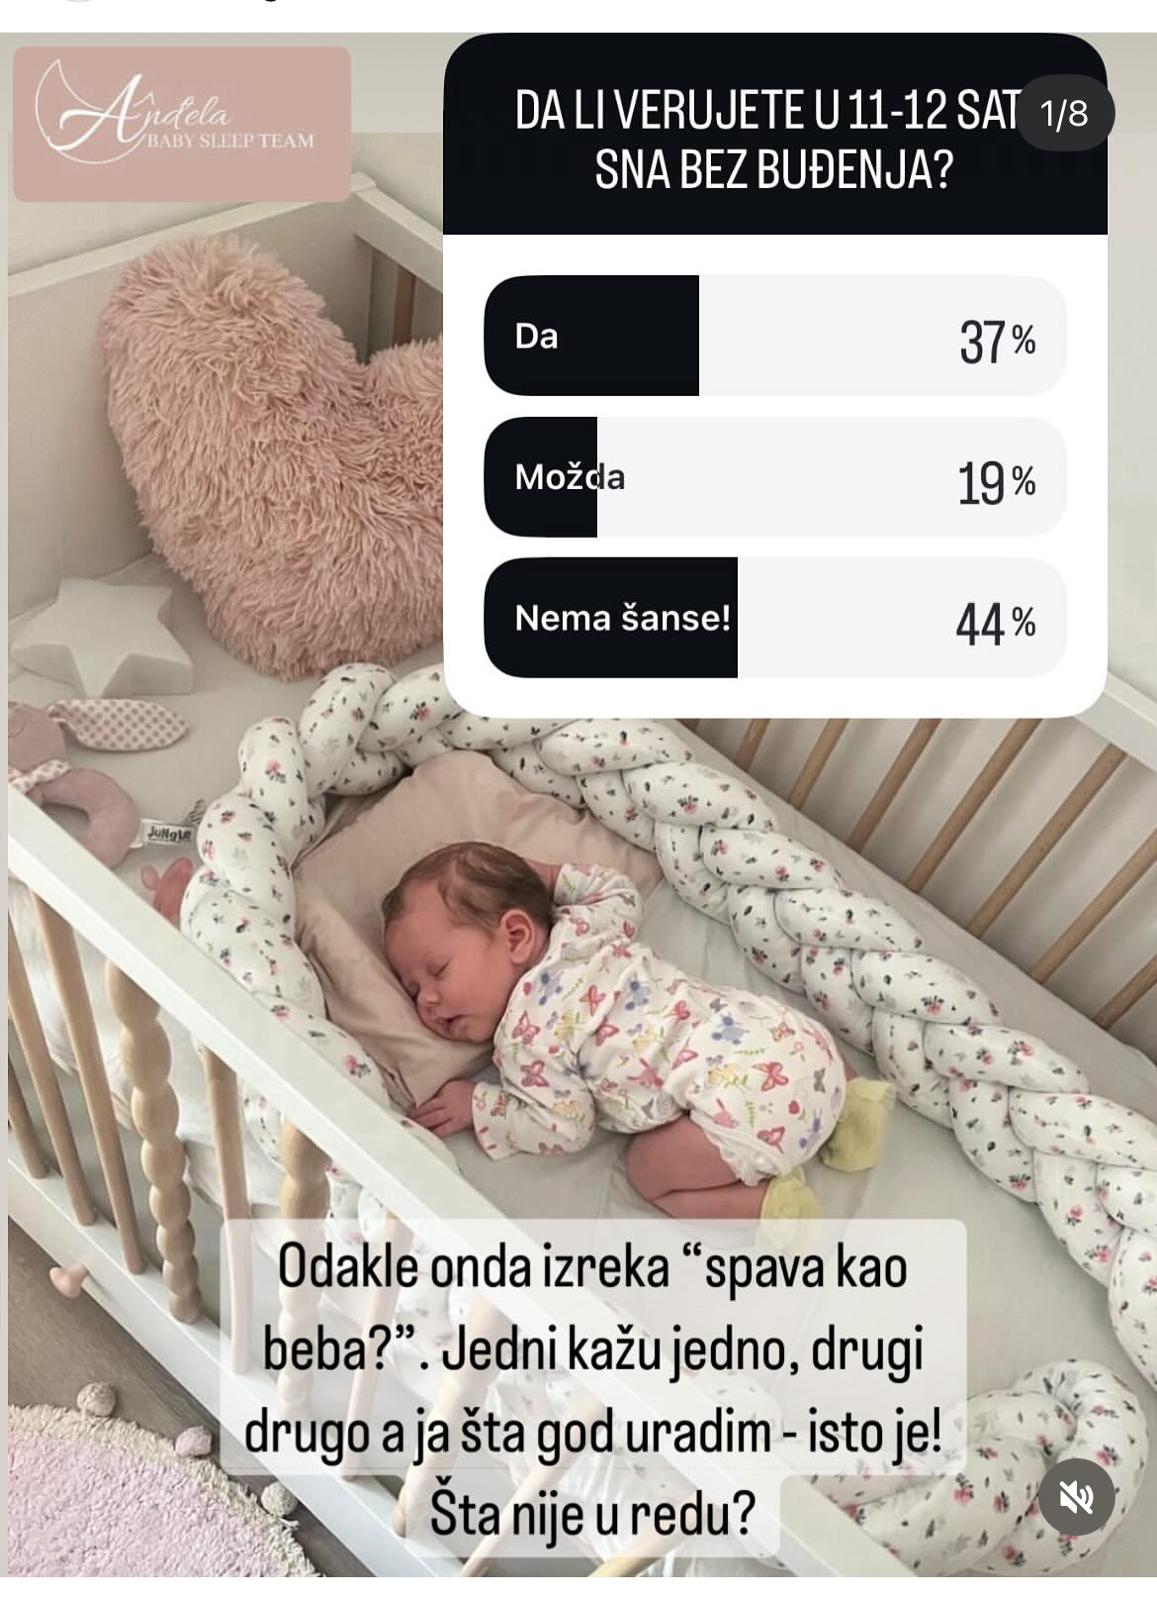 Anđela
BABY SLEEP TEAM
DA LI VERUJETE U 11-12 SAT
1/8
SNA BEZ BUĐENJA?
Da
37%
Možda
19%
Nema šanse!
44%
JUNGLE
Odakle onda izreka “spava kao
beba?”. Jedni kažu jedno, drugi
drugo a ja šta god uradim - isto je!
Šta nije u redu?